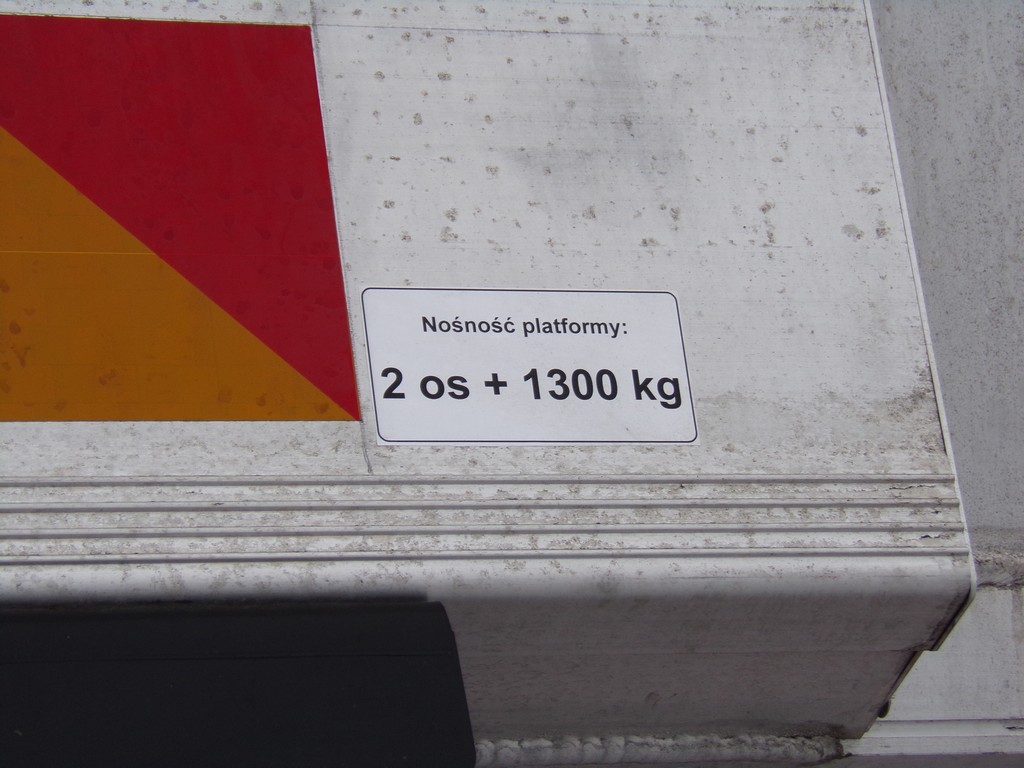 Nośność platformy:
2 os + 1300 kg